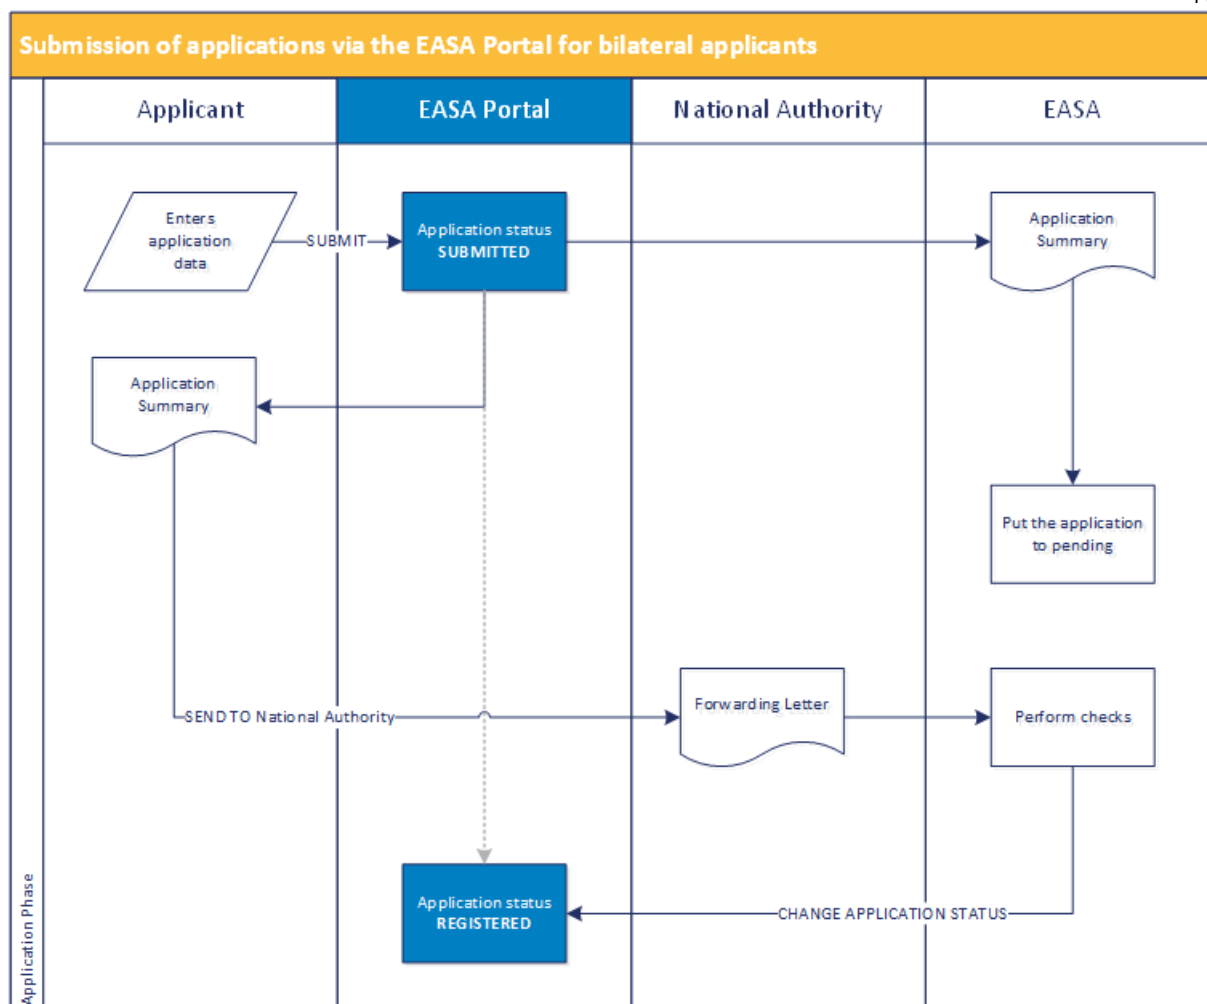 Submission of applications via the EASA Portal for bilateral applicants
Applicant
EASA Portal
National Authority
EASA
Enters
application
data
SUBMIT
Application status
SUBMITTED
Application
Summary
Application
Summary
Put the application
to pending
SEND TO National Authority
Forwarding Letter
Perform checks
Application status
REGISTERED
CHANGE APPLICATION STATUS
Application Phase